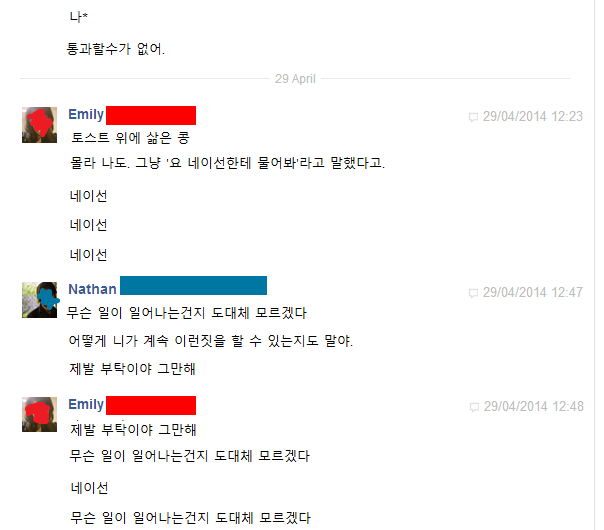 나*
통과할수가 없어.
29 April
Emily
29/04/2014 12:23
토스트 위에 삶은 콩
몰라 나도. 그냥 '요 네이선한테 물어봐'라고 말했다고.
네이선
네이선
네이선
Nathan
29/04/2014 12:47
무슨 일이 일어나는건지 도대체 모르겠다
어떻게 니가 계속 이런짓을 할 수 있는지도 말야.
제발 부탁이야 그만해
Emily
29/04/2014 12:48
제발 부탁이야 그만해
무슨 일이 일어나는건지 도대체 모르겠다
네이선
무슨 일이 일어나는건지 도대체 모르겠다